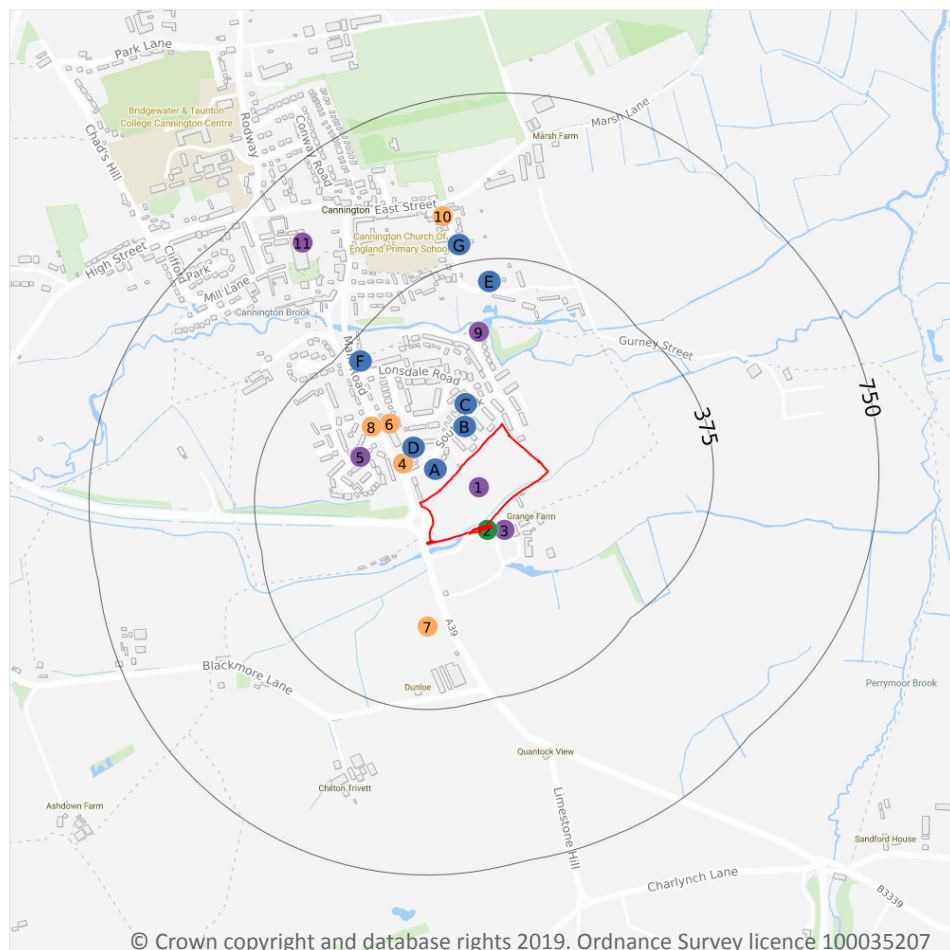 Park Lane
Bridgewater & Taunton
College Cannington Centre
Rodway
Chad's Hill
Conway Road
Marsh Lane
Marsh Farm
Cannington
East Street
10
Cannington Church Of
England Primary School
G
11
High Street
Clifford Park
Mill Lane
E
Cannington Brook
9
Main Road
Gurney Street
F
Lonsdale Road
C
750
375
8
6
B
D
5
4
A
1
Grange Farm
2
3
7
A39
Blackmore Lane
Dunloe
Perrymoor Brook
Quantock View
Chilton Trivett
Ashdown Farm
Limestone Hill
Sandford House
Charlynch Lane
B3339
© Crown copyright and database rights 2019. Ordnance Survey licence 100035207